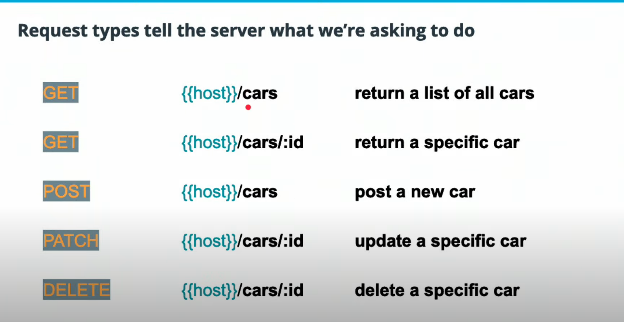 Request types tell the server what we're asking to do
GET {{host}}/cars return a list of all cars
GET {{host}}/cars/:id return a specific car
POST {{host}}/cars post a new car
PATCH {{host}}/cars/:id update a specific car
DELETE {{host}}/cars/:id delete a specific car